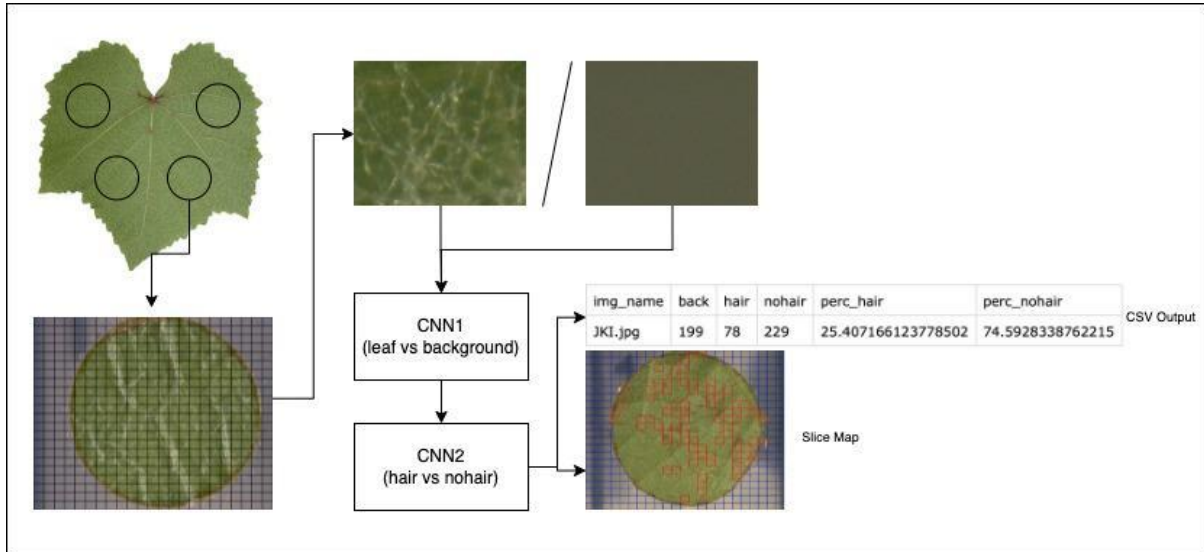 img_name back hair nohair perc_hair perc_nohair
JKI.jpg 199 78 229 25.407166123778502 74.5928338762215
CSV Output
CNN1
(leaf vs background)
CNN2
(hair vs nohair)
Slice Map